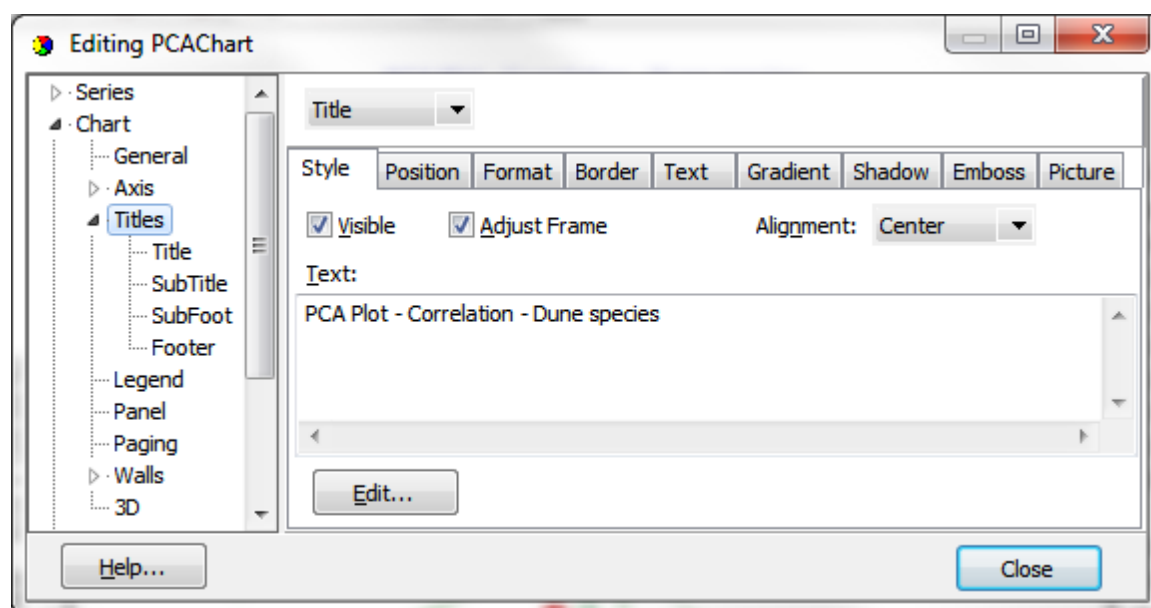 Editing PCAChart
Series
Chart
General
Axis
Titles
Title
SubTitle
SubFoot
Footer
Legend
Panel
Paging
Walls
3D
Title
Style Position Format Border Text Gradient Shadow Emboss Picture
Visible Adjust Frame Alignment: Center
Text:
PCA Plot - Correlation - Dune species
Edit...
Help... Close